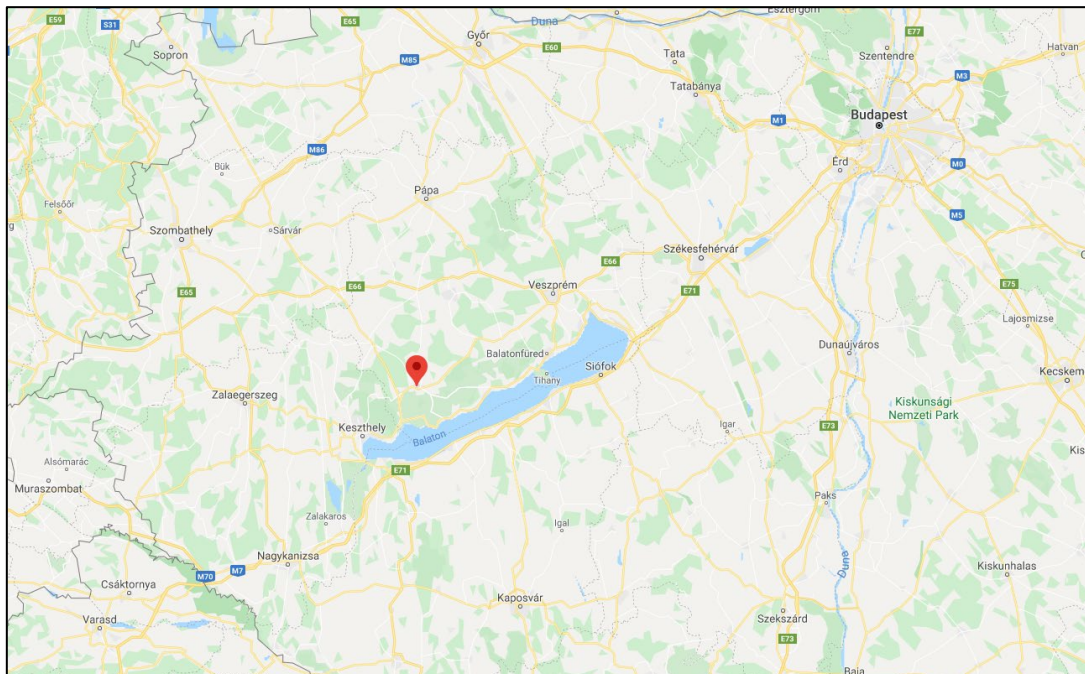 E59
S31
E65
Duna
Esztergom
E77
Sopron
Győr
E60
Tata
Szentendre
Hatvan
M85
M3
Tatabánya
Budapest
M1
M86
Bük
Érd
M0
Pápa
Felsőőr
M5
Szombathely
Sárvár
Székesfehérvár
E66
E65
E66
Veszprém
E71
E75
Lajosmizse
Balatonfüred
Dunaújváros
Siófok
Tihany
Kecskem
Zalaegerszeg
Kiskunsági
Nemzeti Park
Keszthely
Balaton
Igar
E73
Alsómarác
E71
Kis
Muraszombat
Paks
Zalakaros
Igal
Nagykanizsa
Duna
M70
M7
Kiskunhalas
Csáktornya
Kaposvár
Varasd
Szekszárd
E73
Baja